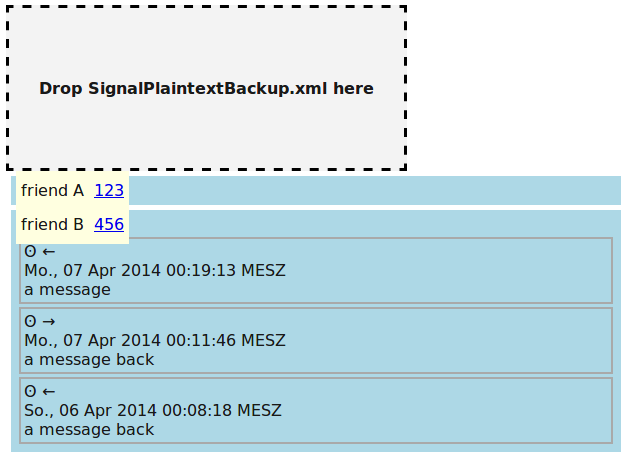 Drop SignalPlaintextBackup.xml here
friend A 123
friend B 456
ʘ ←
Mo., 07 Apr 2014 00:19:13 MESZ
a message
ʘ →
Mo., 07 Apr 2014 00:11:46 MESZ
a message back
ʘ ←
So., 06 Apr 2014 00:08:18 MESZ
a message back